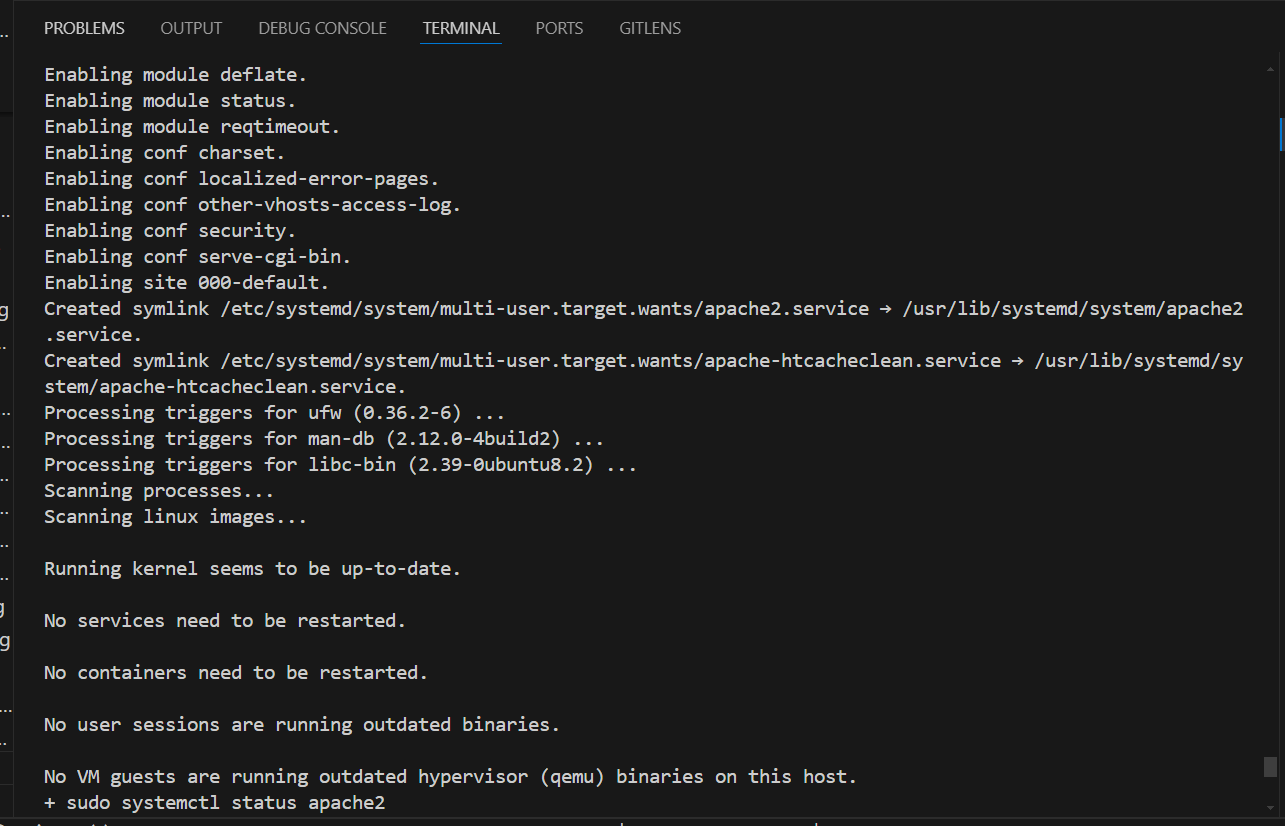 PROBLEMS OUTPUT DEBUG CONSOLE TERMINAL PORTS GITLENS
Enabling module deflate.
Enabling module status.
Enabling module reqtimeout.
Enabling conf charset.
Enabling conf localized-error-pages.
Enabling conf other-vhosts-access-log.
Enabling conf security.
Enabling conf serve-cgi-bin.
Enabling site 000-default.
Created symlink /etc/systemd/system/multi-user.target.wants/apache2.service → /usr/lib/systemd/system/apache2
.service.
Created symlink /etc/systemd/system/multi-user.target.wants/apache-htcacheclean.service → /usr/lib/systemd/sy
stem/apache-htcacheclean.service.
Processing triggers for ufw (0.36.2-6) ...
Processing triggers for man-db (2.12.0-4build2) ...
Processing triggers for libc-bin (2.39-0ubuntu8.2) ...
Scanning processes...
Scanning linux images...
Running kernel seems to be up-to-date.
No services need to be restarted.
No containers need to be restarted.
No user sessions are running outdated binaries.
No VM guests are running outdated hypervisor (qemu) binaries on this host.
+ sudo systemctl status apache2